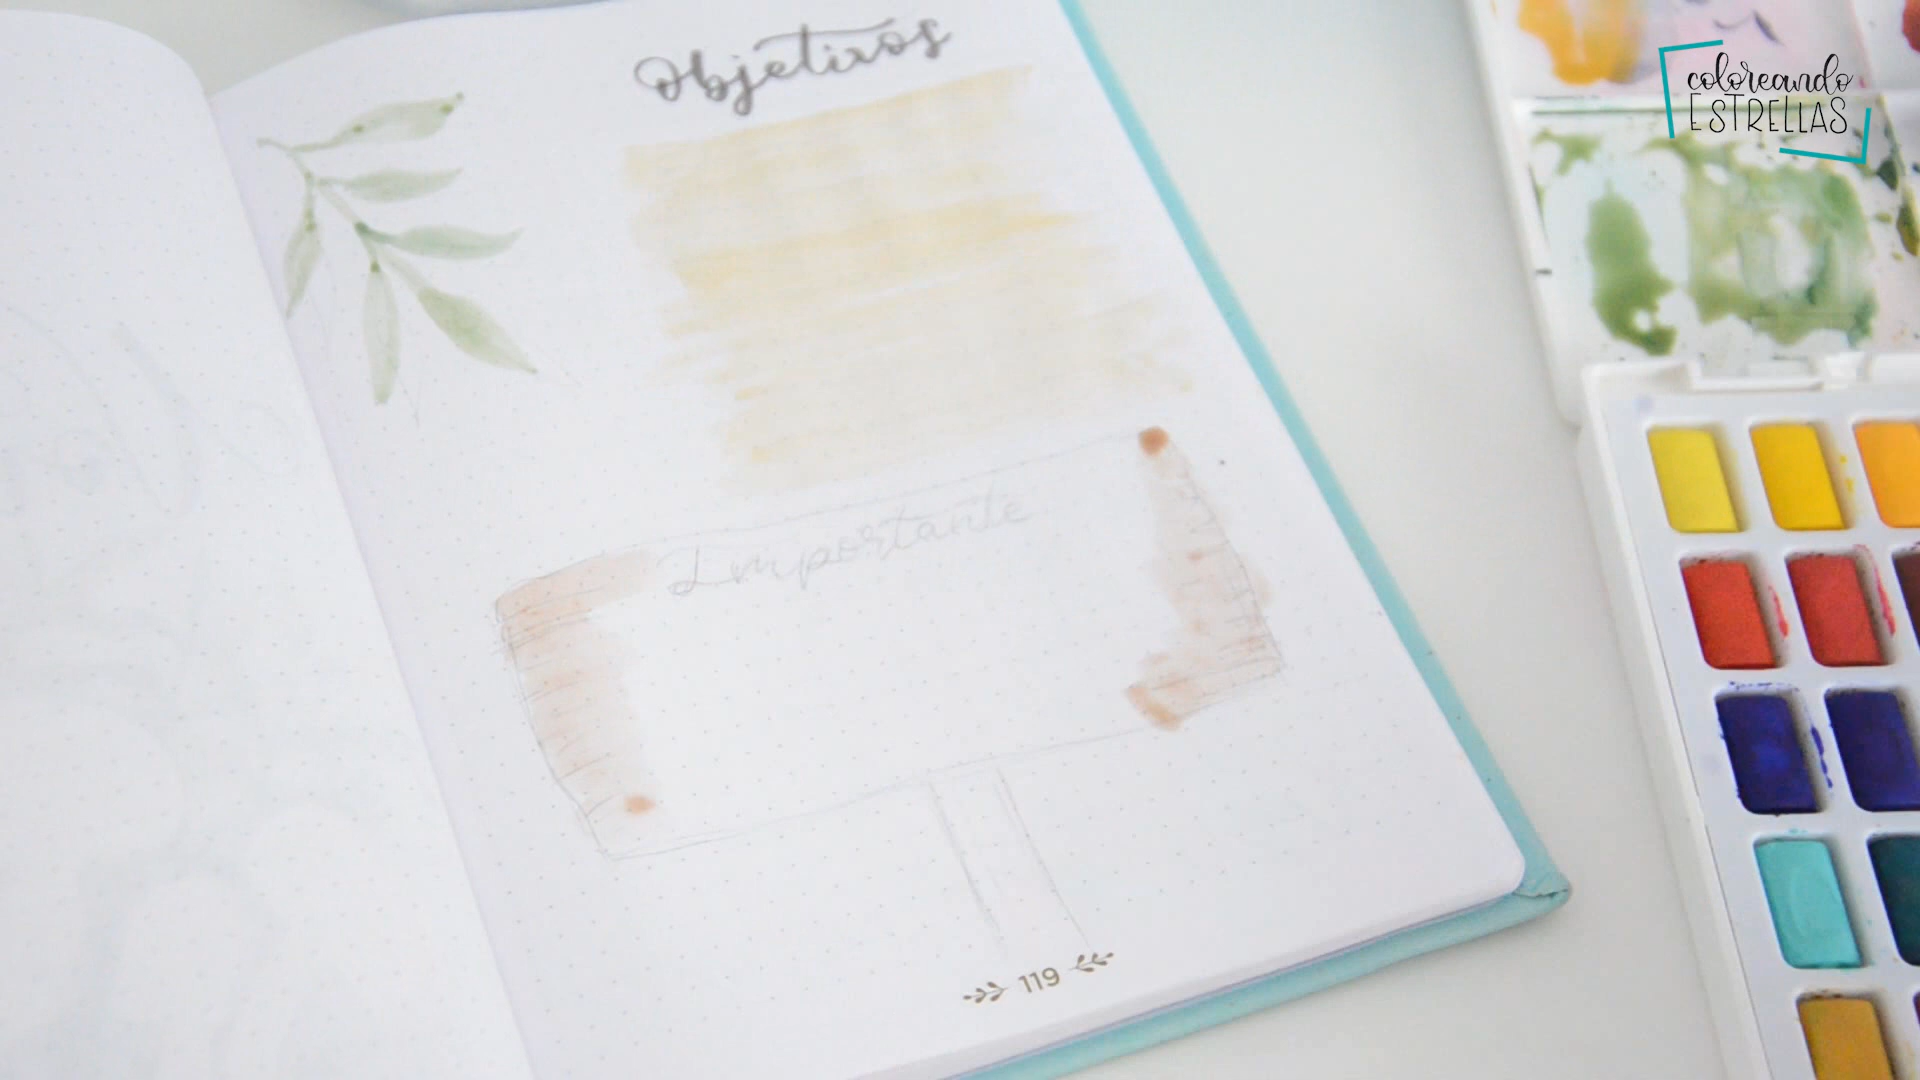 Objetivos
coloreando
ESTRELLAS
Importante
119